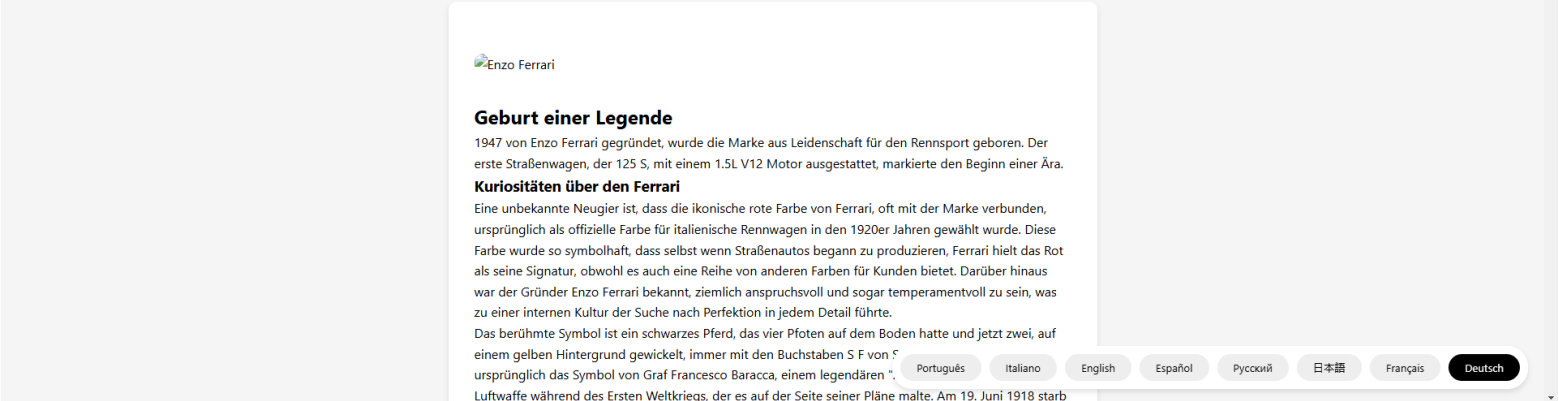 Enzo Ferrari
Geburt einer Legende
1947 von Enzo Ferrari gegründet, wurde die Marke aus Leidenschaft für den Rennsport geboren. Der
erste Straßenwagen, der 125 S, mit einem 1.5L V12 Motor ausgestattet, markierte den Beginn einer Ära.
Kuriositäten über den Ferrari
Eine unbekannte Neugier ist, dass die ikonische rote Farbe von Ferrari, oft mit der Marke verbunden,
ursprünglich als offizielle Farbe für italienische Rennwagen in den 1920er Jahren gewählt wurde. Diese
Farbe wurde so symbolhaft, dass selbst wenn Straßenautos begann zu produzieren, Ferrari hielt das Rot
als seine Signatur, obwohl es auch eine Reihe von anderen Farben für Kunden bietet. Darüber hinaus
war der Gründer Enzo Ferrari bekannt, ziemlich anspruchsvoll und sogar temperamentvoll zu sein, was
zu einer internen Kultur der Suche nach Perfektion in jedem Detail führte.
Das berühmte Symbol ist ein schwarzes Pferd, das vier Pfoten auf dem Boden hatte und jetzt zwei, auf
einem gelben Hintergrund gewickelt, immer mit den Buchstaben S F von
ursprünglich das Symbol von Graf Francesco Baracca, einem legendären "
Luftwaffe während des Ersten Weltkriegs, der es auf der Seite seiner Pläne malte. Am 19. Juni 1918 starb
Português Italiano English Español Русский 日本語 Français Deutsch